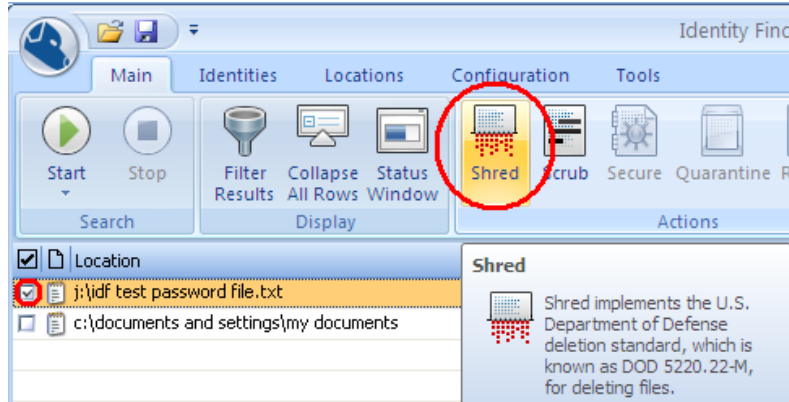 Identity Find
Main Identities Locations Configuration Tools
Start Stop Filter Results Collapse All Rows Status Window Shred Scrub Secure Quarantine
Search Display Actions
Location
j:\idf test password file.txt
c:\documents and settings\my documents
Shred
Shred implements the U.S.
Department of Defense
deletion standard, which is
known as DOD 5220.22-M,
for deleting files.